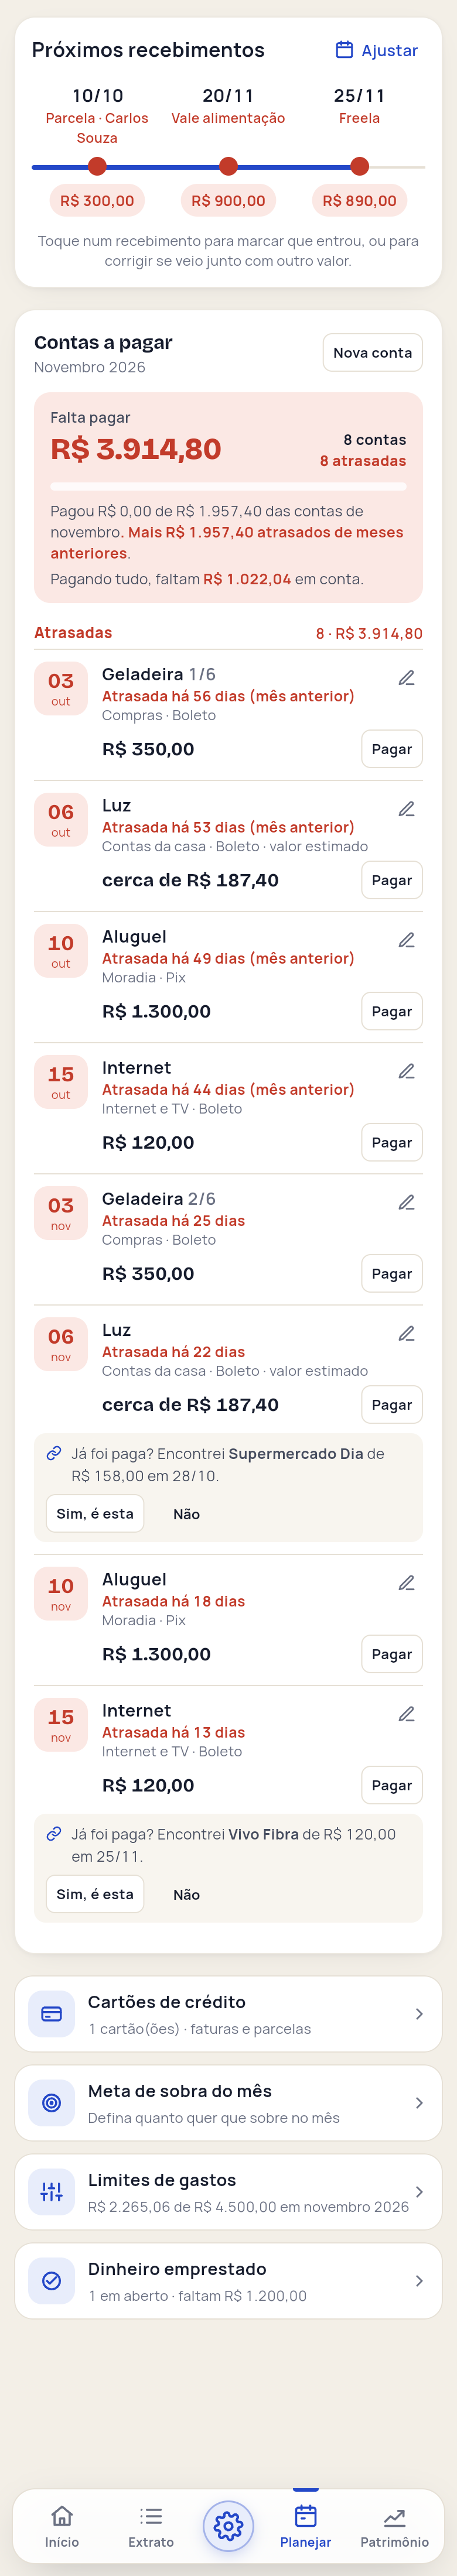 Próximos recebimentos
Ajustar
10/10
Parcela · Carlos
Souza
R$ 300,00
20/11
Vale alimentação
R$ 900,00
25/11
Freela
R$ 890,00
Toque num recebimento para marcar que entrou, ou para
corrigir se veio junto com outro valor.
Contas a pagar
Novembro 2026
Nova conta
Falta pagar
R$ 3.914,80
8 contas
8 atrasadas
Pagou R$ 0,00 de R$ 1.957,40 das contas de
novembro. Mais R$ 1.957,40 atrasados de meses
anteriores.
Pagando tudo, faltam R$ 1.022,04 em conta.
Atrasadas
8 · R$ 3.914,80
03
out
Geladeira 1/6
Atrasada há 56 dias (mês anterior)
Compras · Boleto
R$ 350,00
Pagar
06
out
Luz
Atrasada há 53 dias (mês anterior)
Contas da casa · Boleto · valor estimado
cerca de R$ 187,40
Pagar
10
out
Aluguel
Atrasada há 49 dias (mês anterior)
Moradia · Pix
R$ 1.300,00
Pagar
15
out
Internet
Atrasada há 44 dias (mês anterior)
Internet e TV · Boleto
R$ 120,00
Pagar
03
nov
Geladeira 2/6
Atrasada há 25 dias
Compras · Boleto
R$ 350,00
Pagar
06
nov
Luz
Atrasada há 22 dias
Contas da casa · Boleto · valor estimado
cerca de R$ 187,40
Pagar
Já foi paga? Encontrei Supermercado Dia de
R$ 158,00 em 28/10.
Sim, é esta
Não
10
nov
Aluguel
Atrasada há 18 dias
Moradia · Pix
R$ 1.300,00
Pagar
15
nov
Internet
Atrasada há 13 dias
Internet e TV · Boleto
R$ 120,00
Pagar
Já foi paga? Encontrei Vivo Fibra de R$ 120,00
em 25/11.
Sim, é esta
Não
Cartões de crédito
1 cartão(ões) · faturas e parcelas
Meta de sobra do mês
Defina quanto quer que sobre no mês
Limites de gastos
R$ 2.265,06 de R$ 4.500,00 em novembro 2026
Dinheiro emprestado
1 em aberto · faltam R$ 1.200,00
Início
Extrato
Planejar
Patrimônio